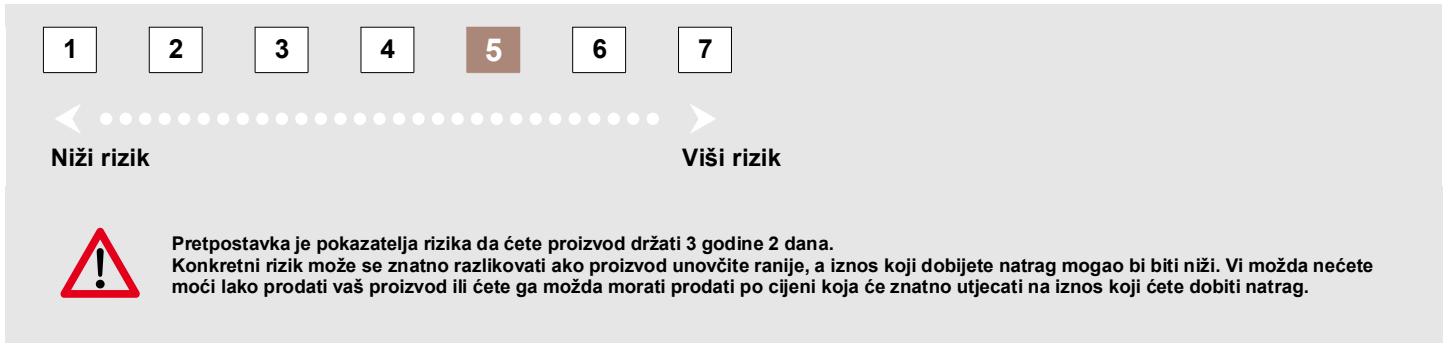 1 2 3 4 5 6 7
Niži rizik Viši rizik
Pretpostavka je pokazatelja rizika da ćete proizvod držati 3 godine 2 dana.
Konkretni rizik može se znatno razlikovati ako proizvod unovčite ranije, a iznos koji dobijete natrag mogao bi biti niži. Vi možda nećete
moći lako prodati vaš proizvod ili ćete ga možda morati prodati po cijeni koja će znatno utjecati na iznos koji ćete dobiti natrag.